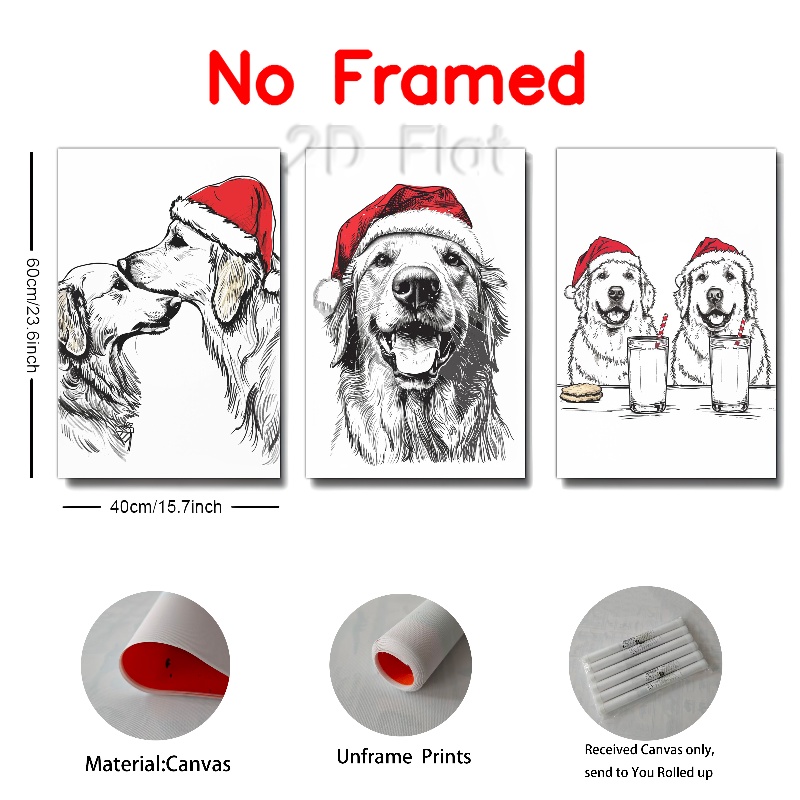 No Framed
2D Flat
60cm/23.6inch
40cm/15.7inch
Material:Canvas
Unframe Prints
Received Canvas only,
send to You Rolled up